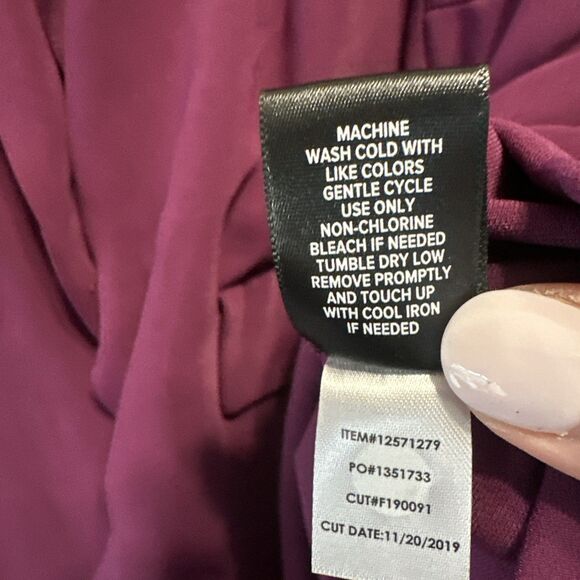 MACHINE
WASH COLD WITH
LIKE COLORS
GENTLE CYCLE
USE ONLY
NON-CHLORINE
BLEACH IF NEEDED
TUMBLE DRY LOW
REMOVE PROMPTLY
AND TOUCH UP
WITH COOL IRON
IF NEEDED
ITEM#12571279
PO#1351733
CUT#F190091
CUT DATE:11/20/2019